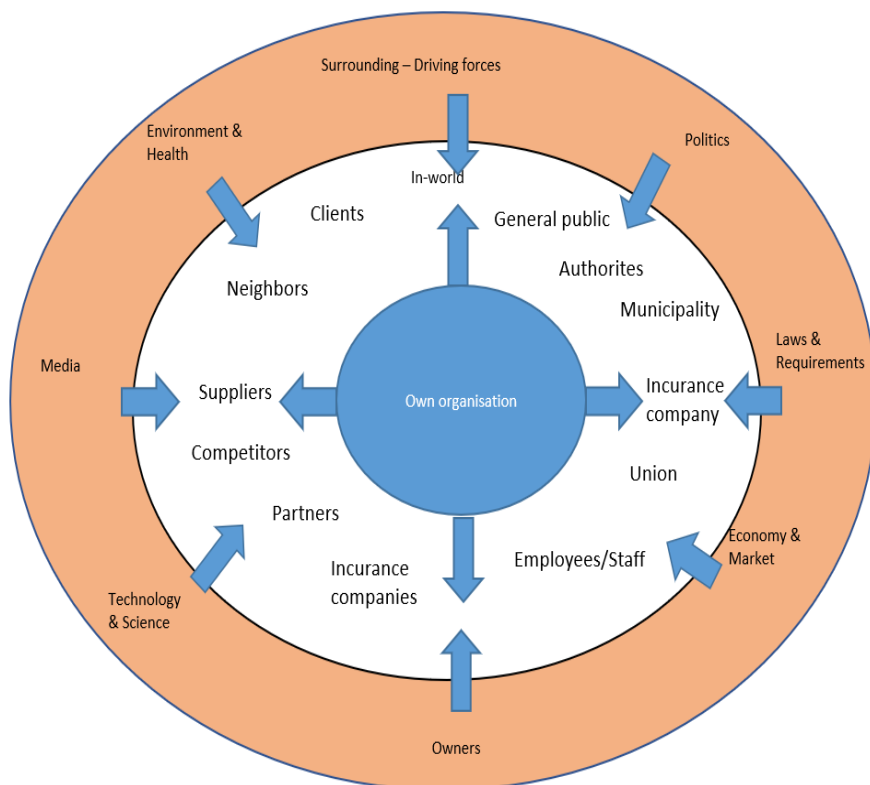 Surrounding – Driving forces
Environment &
Health
Politics
In-world
Clients
General public
Authorites
Neighbors
Municipality
Media
Laws &
Requirements
Suppliers
Own organisation
Incurance
company
Competitors
Union
Partners
Economy &
Market
Employees/Staff
Incurance
companies
Technology
& Science
Owners